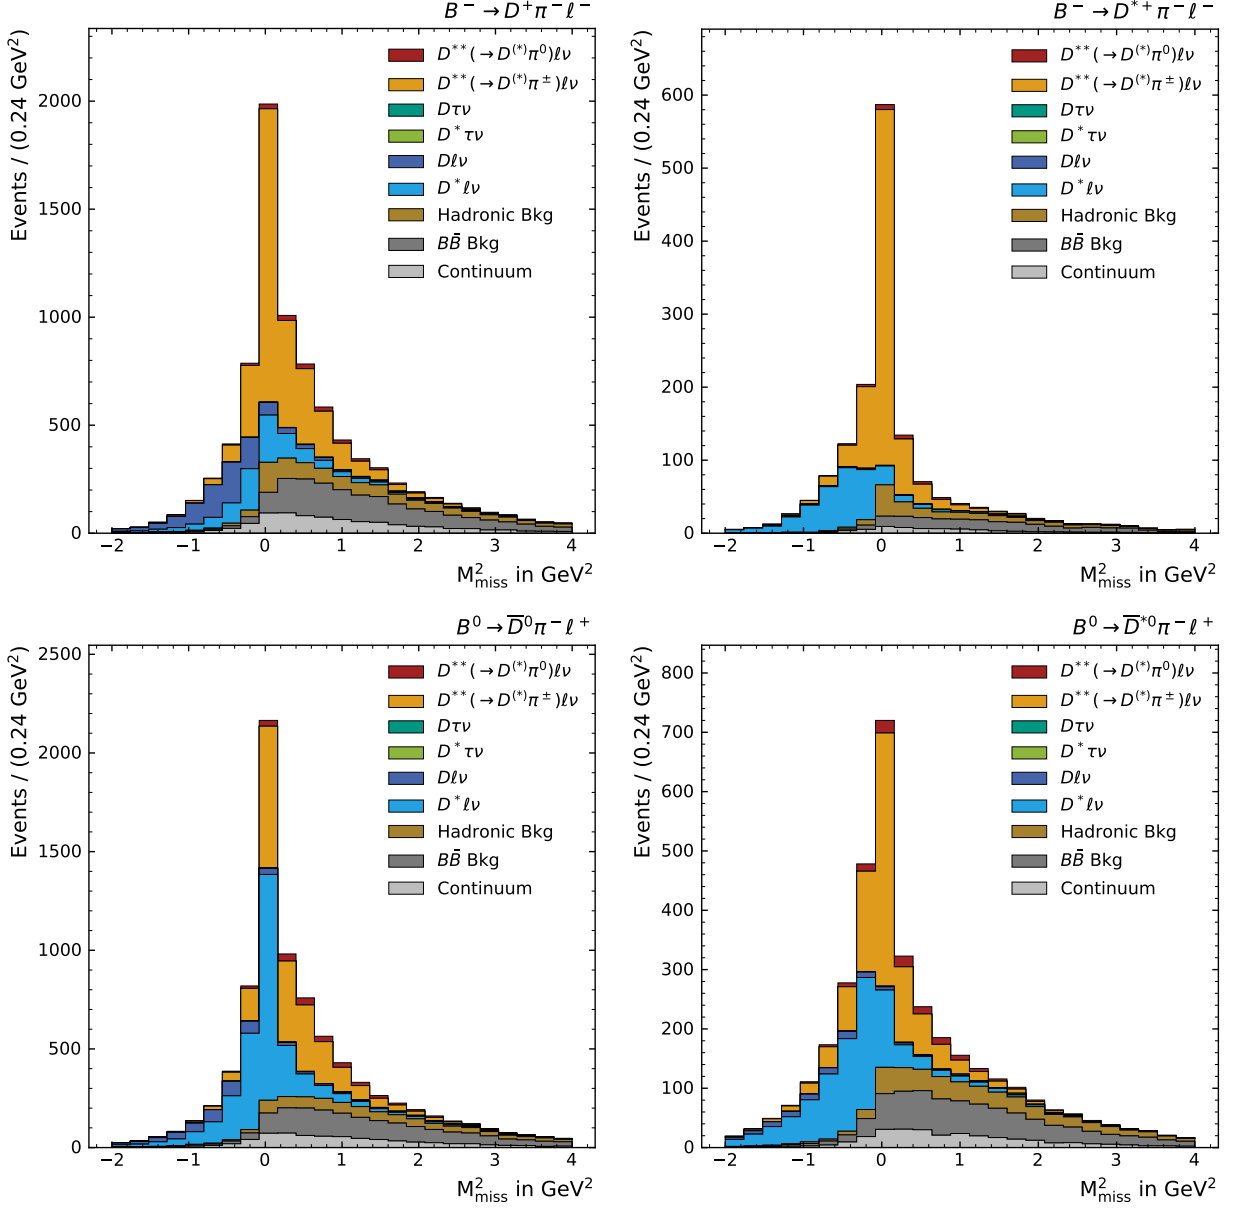 B⁻ → D⁺π⁻ℓ⁻
Events / (0.24 GeV²)
2000
1500
1000
500
0
D**(→D(*)π⁰)ℓν
D**(→D(*)π±)ℓν
Dτν
D*τν
Dℓν
D*ℓν
Hadronic Bkg
BB̄ Bkg
Continuum
−2 −1 0 1 2 3 4
M²miss in GeV²
B⁻ → D*⁺π⁻ℓ⁻
Events / (0.24 GeV²)
600
500
400
300
200
100
0
D**(→D(*)π⁰)ℓν
D**(→D(*)π±)ℓν
Dτν
D*τν
Dℓν
D*ℓν
Hadronic Bkg
BB̄ Bkg
Continuum
−2 −1 0 1 2 3 4
M²miss in GeV²
B⁰ → D̅⁰π⁻ℓ⁺
Events / (0.24 GeV²)
2500
2000
1500
1000
500
0
D**(→D(*)π⁰)ℓν
D**(→D(*)π±)ℓν
Dτν
D*τν
Dℓν
D*ℓν
Hadronic Bkg
BB̄ Bkg
Continuum
−2 −1 0 1 2 3 4
M²miss in GeV²
B⁰ → D̅*⁰π⁻ℓ⁺
Events / (0.24 GeV²)
800
700
600
500
400
300
200
100
0
D**(→D(*)π⁰)ℓν
D**(→D(*)π±)ℓν
Dτν
D*τν
Dℓν
D*ℓν
Hadronic Bkg
BB̄ Bkg
Continuum
−2 −1 0 1 2 3 4
M²miss in GeV²